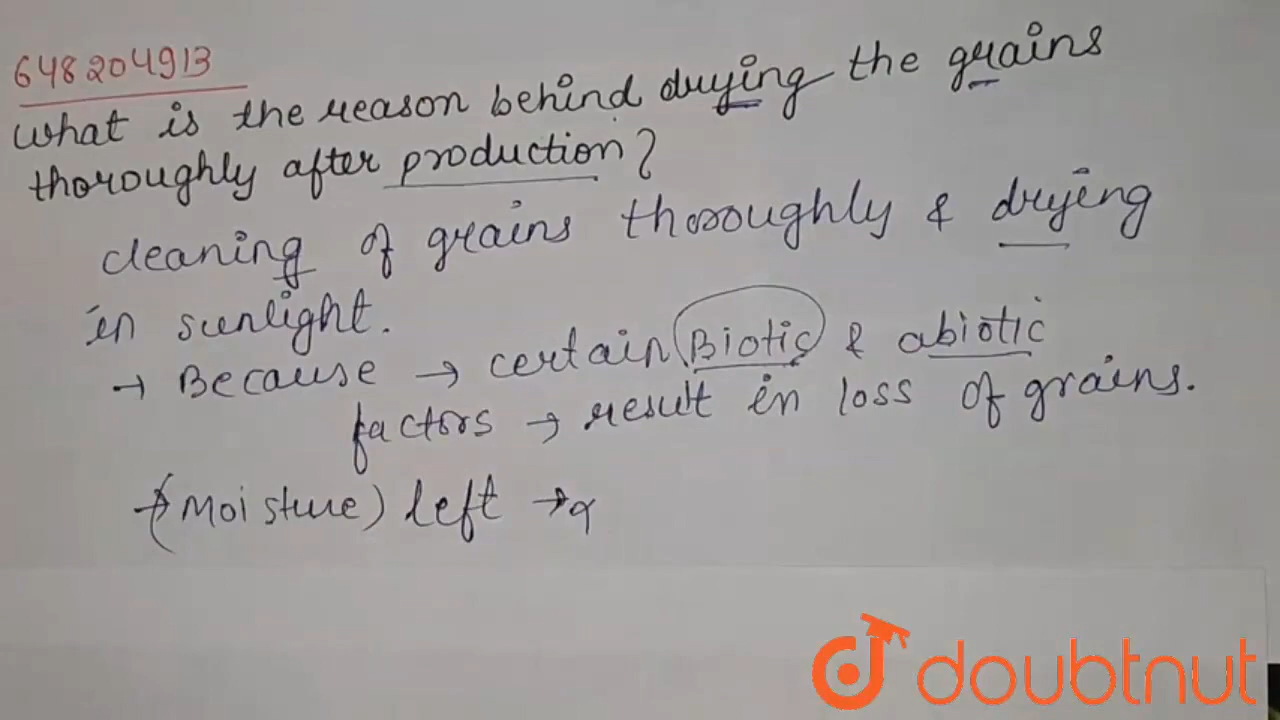 648204913
What is the reason behind drying the grains
thoroughly after production?
cleaning of grains thoroughly & drying
in sunlight.
→ Because → certain Biotic & abiotic
factors → result in loss of grains.
→ (Moisture) left →
doubtnut